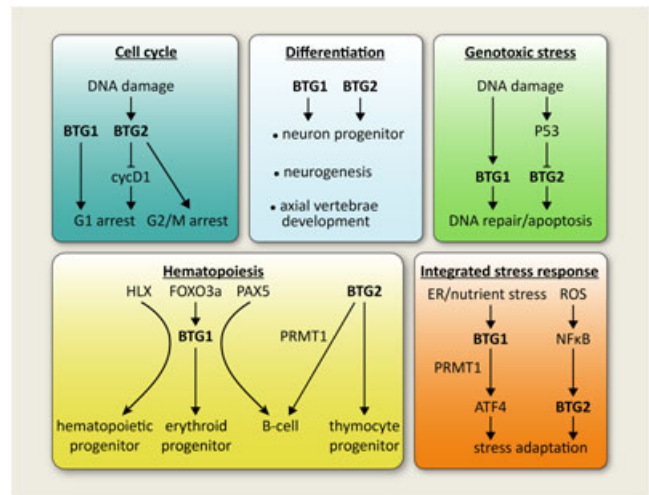 Cell cycle
DNA damage
BTG1 BTG2
cycD1
G1 arrest G2/M arrest
Differentiation
BTG1 BTG2
• neuron progenitor
• neurogenesis
• axial vertebrae
development
Genotoxic stress
DNA damage
P53
BTG1 BTG2
DNA repair/apoptosis
Hematopoiesis
HLX FOXO3a PAX5 BTG2
BTG1 PRMT1
hematopoietic erythroid B-cell thymocyte
progenitor progenitor progenitor
Integrated stress response
ER/nutrient stress ROS
BTG1 NFκB
PRMT1
ATF4 BTG2
stress adaptation